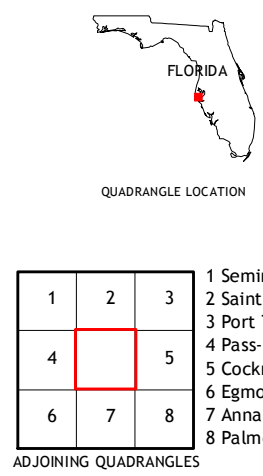 FLORIDA
QUADRANGLE LOCATION
1 2 3
4 5
6 7 8
1 Semin
2 Saint
3 Port
4 Pass-
5 Cock
6 Egmo
7 Anna
8 Palm
ADJOINING QUADRANGLES